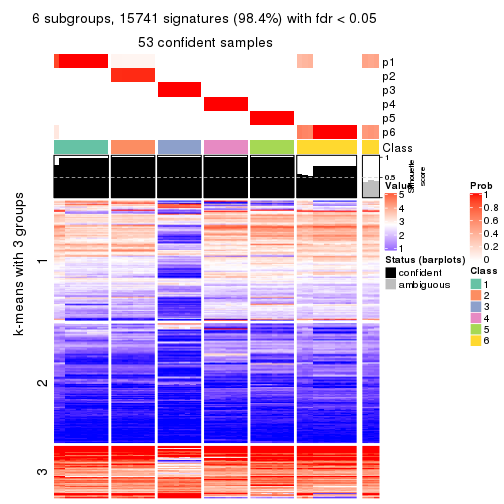 6 subgroups, 15741 signatures (98.4%) with fdr < 0.05
53 confident samples
p1
p2
p3
p4
p5
p6
Class
1
0.5
Silhouette
score
k-means with 3 groups
1
2
3
Value
5
4
3
2
1
Status (barplots)
confident
ambiguous
Prob
1
0.8
0.6
0.4
0.2
0
Class
1
2
3
4
5
6